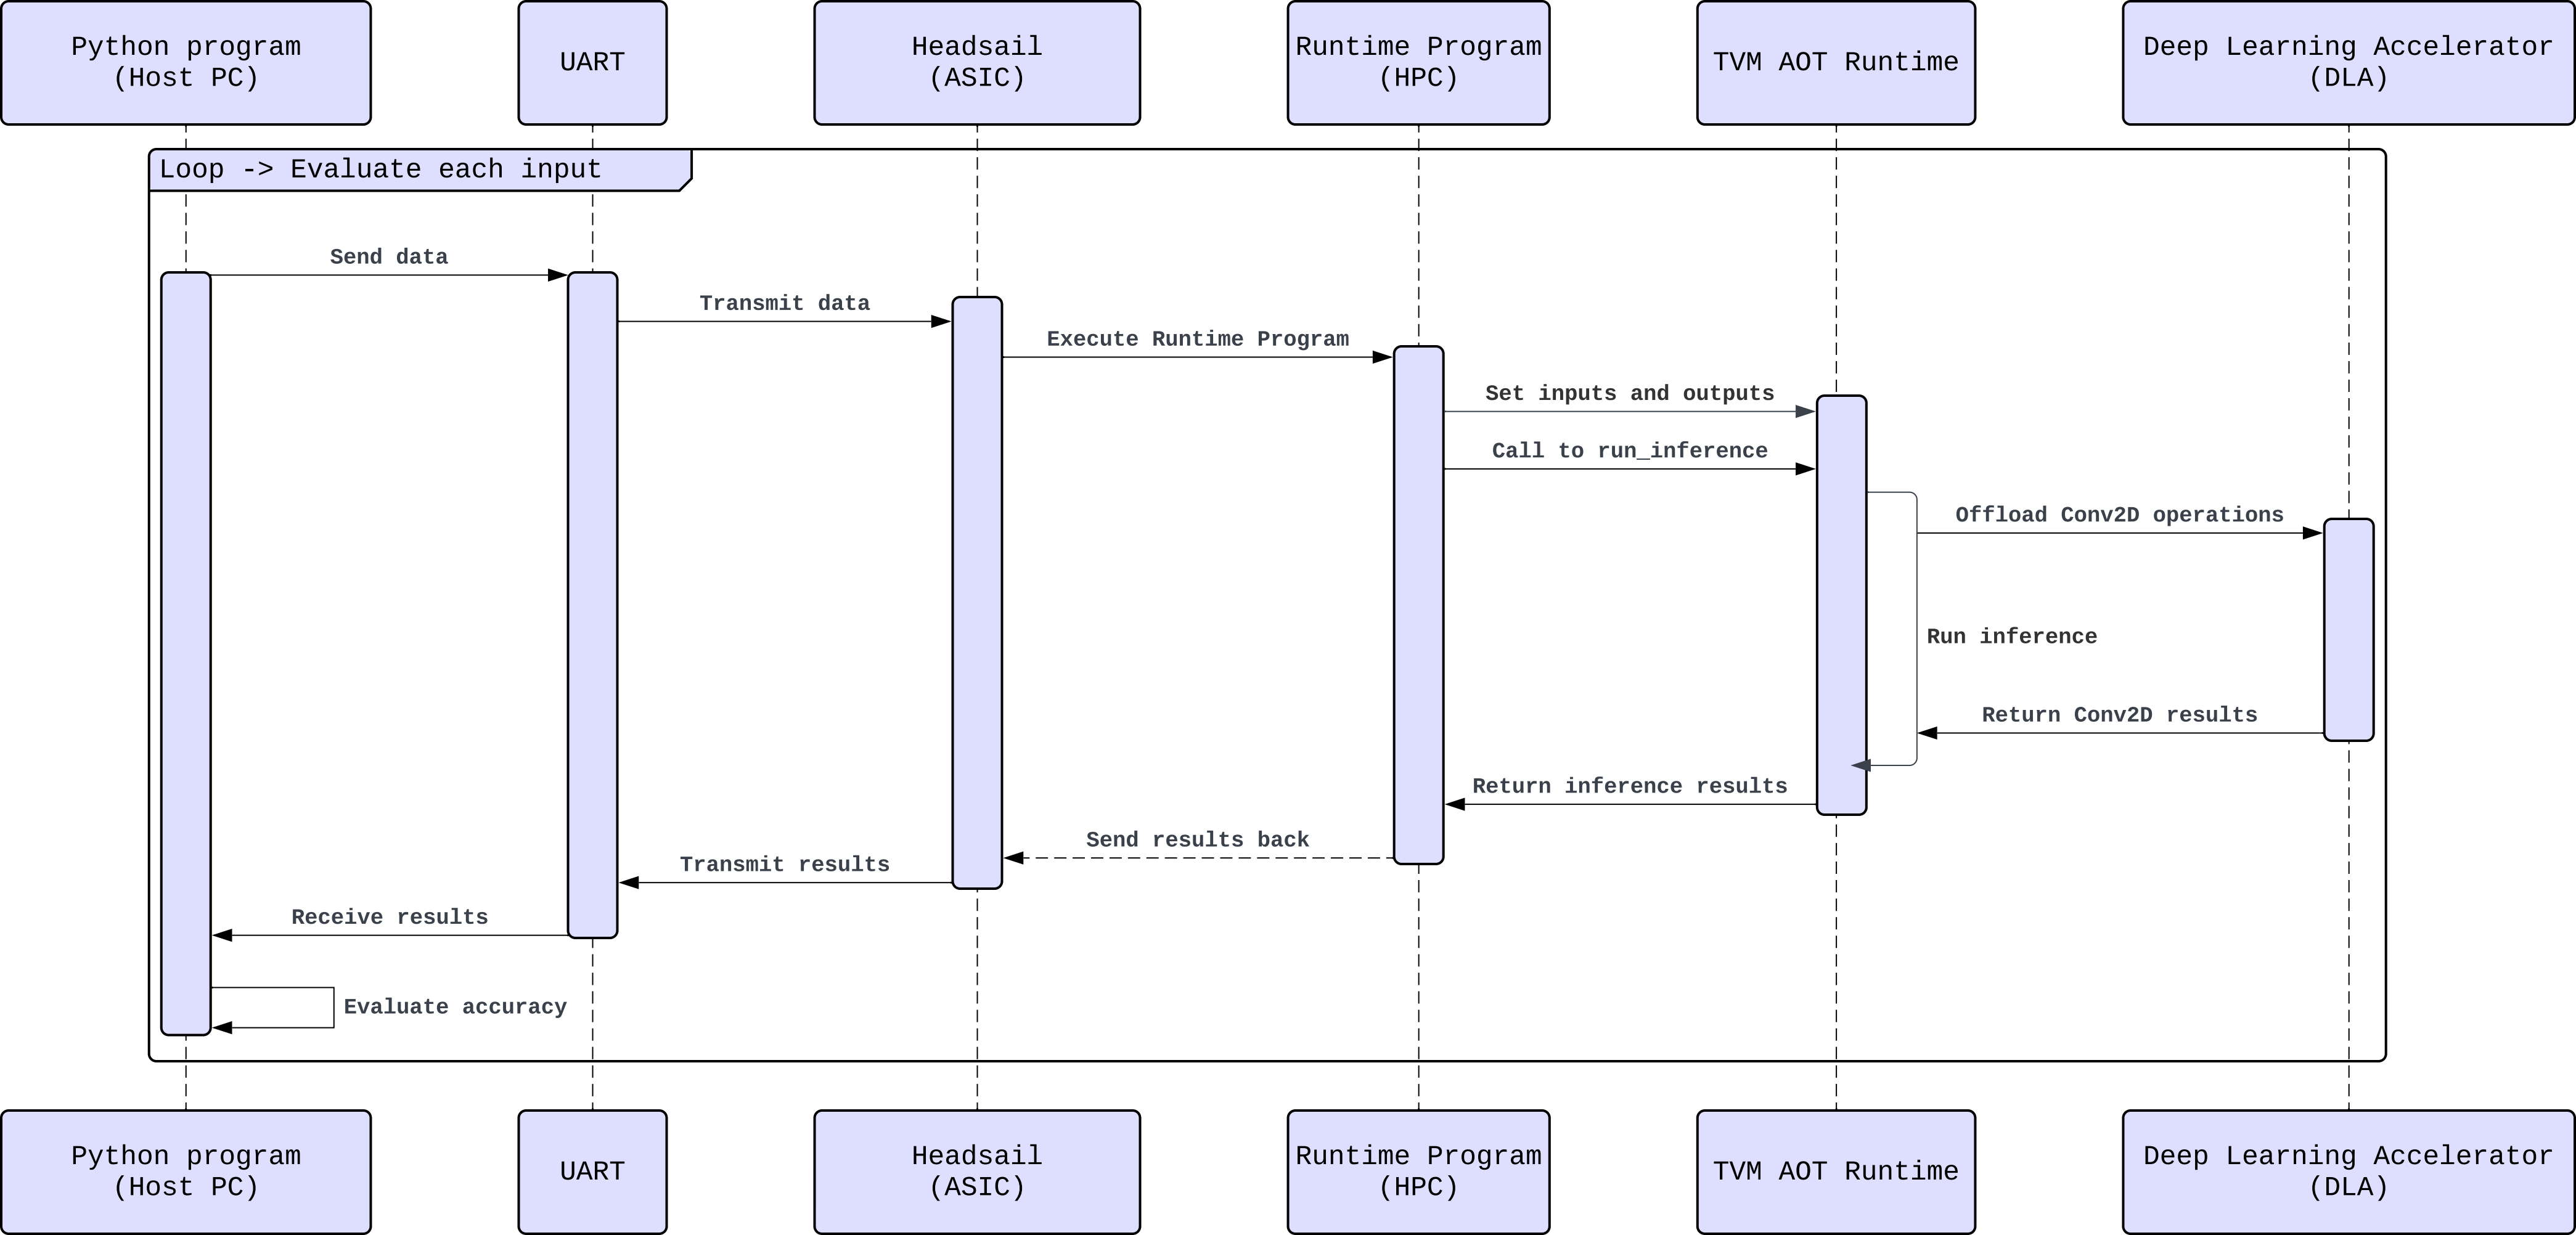 Python program
(Host PC)
UART
Headsail
(ASIC)
Runtime Program
(HPC)
TVM AOT Runtime
Deep Learning Accelerator
(DLA)
Loop -> Evaluate each input
Send data
Transmit data
Execute Runtime Program
Set inputs and outputs
Call to run_inference
Offload Conv2D operations
Run inference
Return Conv2D results
Return inference results
Send results back
Transmit results
Receive results
Evaluate accuracy
Python program
(Host PC)
UART
Headsail
(ASIC)
Runtime Program
(HPC)
TVM AOT Runtime
Deep Learning Accelerator
(DLA)